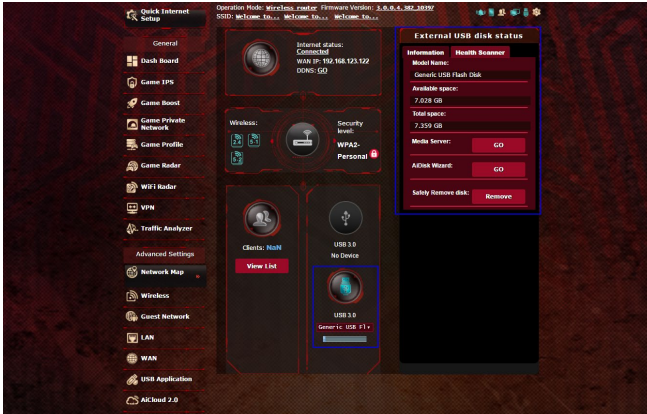 Quick Internet
Setup
General
Dash Board
Game IPS
Game Boost
Game Private
Network
Game Profile
Game Radar
WiFi Radar
VPN
Traffic Analyzer
Advanced Settings
Network Map
Wireless
Guest Network
LAN
WAN
USB Application
AiCloud 2.0
Operation Mode: Wireless router Firmware Version: 3.0.0.4.382_10397
SSID: Welcome to... Welcome to... Welcome to...
Internet status:
Connected
WAN IP: 192.168.123.122
DDNS: GO
Wireless:
2.4
5-1
5-2
Security
level:
WPA2-
Personal
Clients: NaN
View List
USB 3.0
No Device
USB 3.0
Generic USB Fl
External USB disk status
Information Health Scanner
Model Name:
Generic USB Flash Disk
Available space:
7.028 GB
Total space:
7.359 GB
Media Server: GO
AiDisk Wizard: GO
Safely Remove disk: Remove